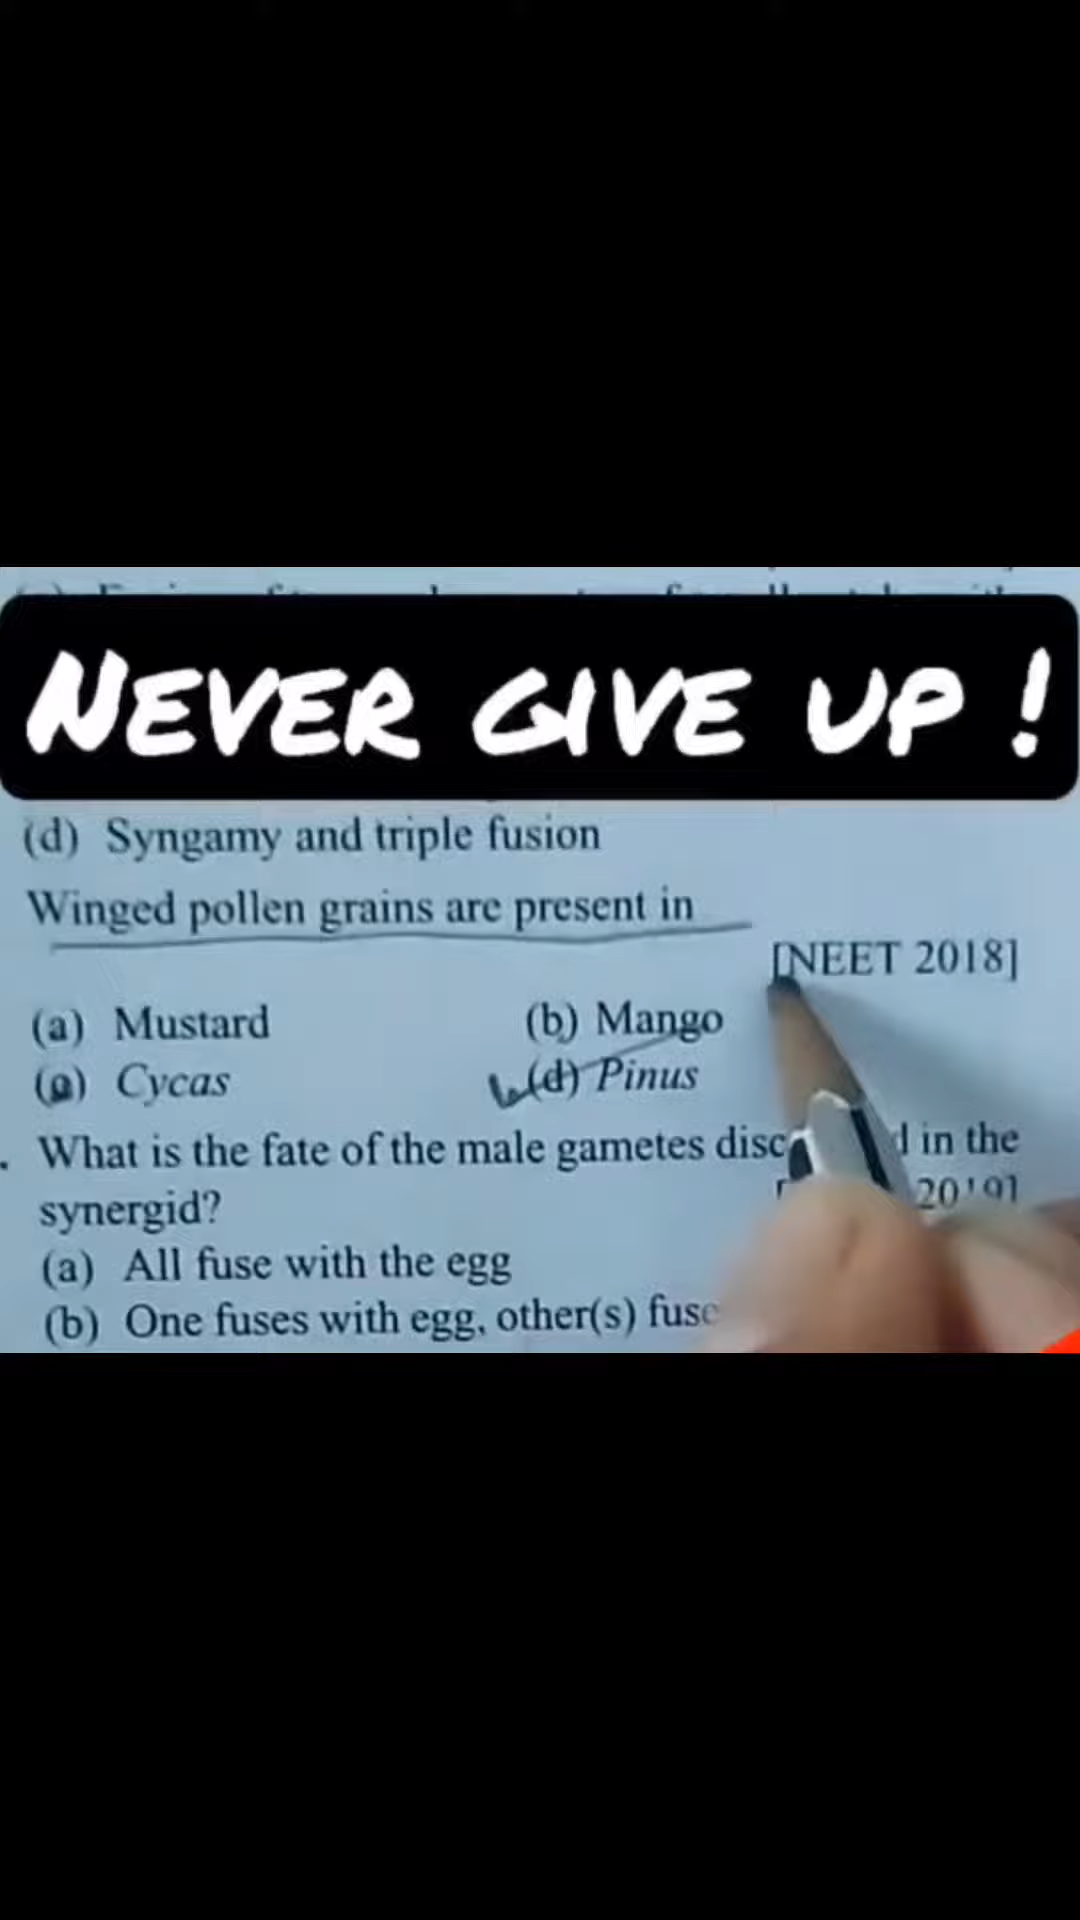 NEVER GIVE UP !
(d) Syngamy and triple fusion
Winged pollen grains are present in
[NEET 2018]
(a) Mustard (b) Mango
Cycas (d) Pinus
What is the fate of the male gametes in the
synergid?
(a) All fuse with the egg
(b) One fuses with egg, other(s)